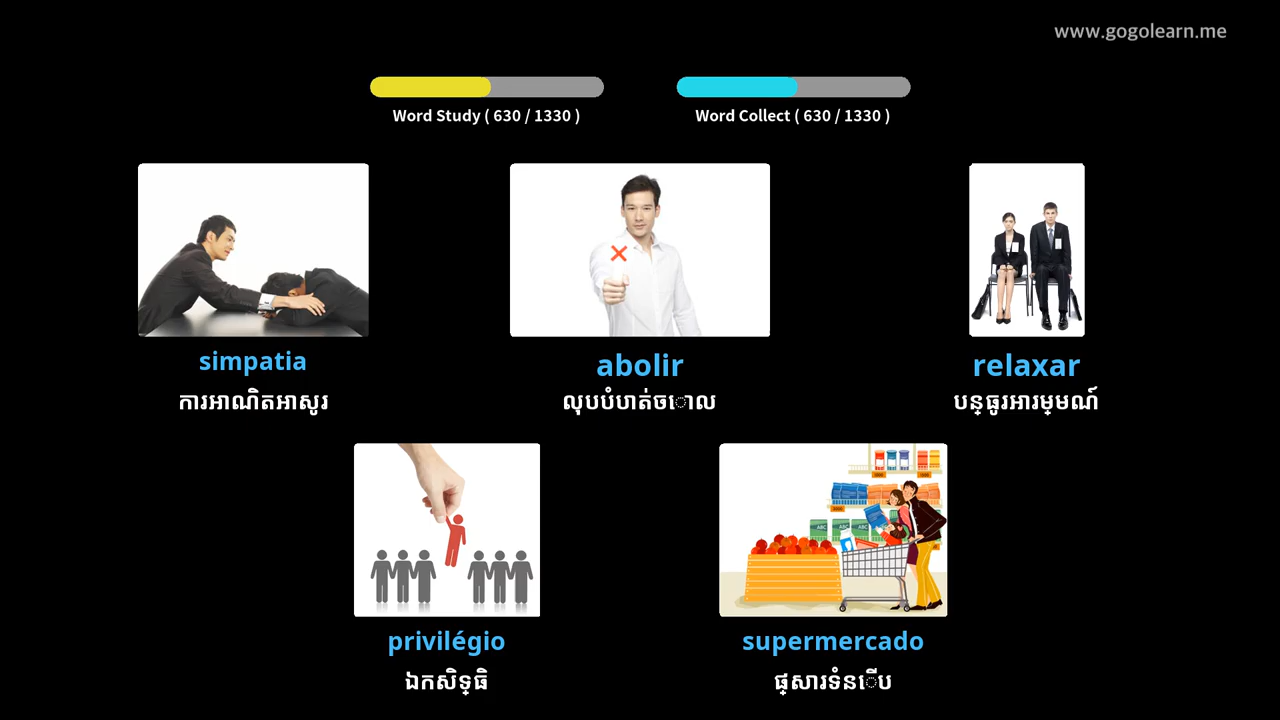 www.gogolearn.me
Word Study ( 630 / 1330 )
Word Collect ( 630 / 1330 )
simpatia
abolir
relaxar
ការអាណិតអាសូរ
លុបបំបាត់ចោល
បន្ធូរអារម្មណ៍
privilégio
supermercado
ឯកសិទ្ធិ
ផ្សារទំនើប